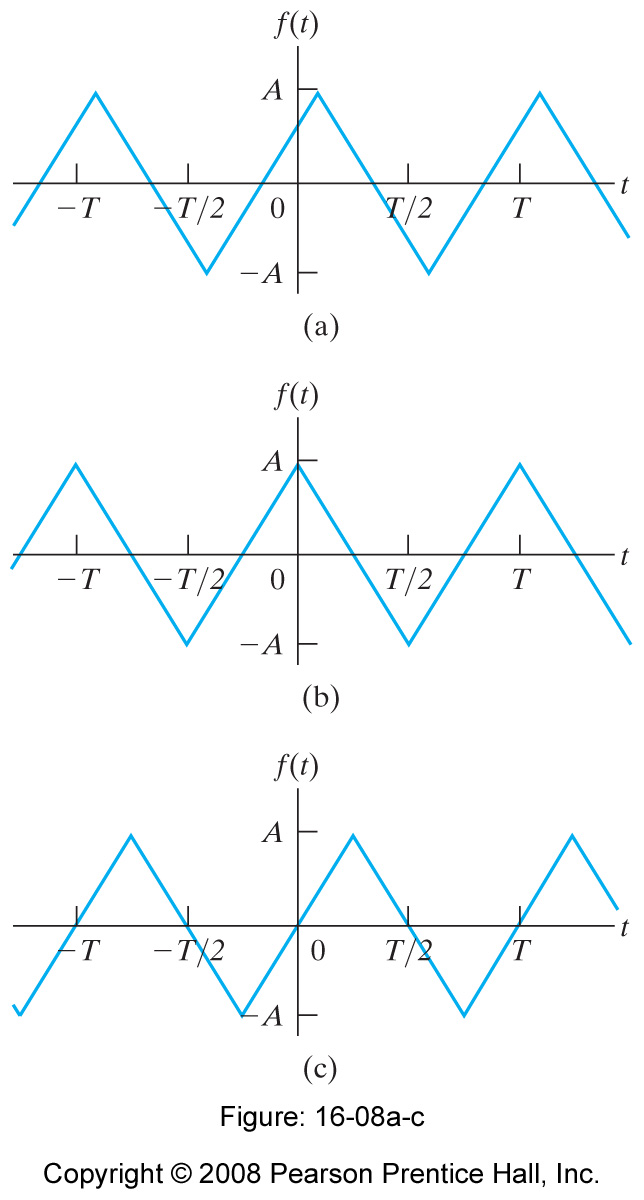 f(t)
A
−T −T/2 0 T/2 T t
−A
(a)
f(t)
A
−T −T/2 0 T/2 T t
−A
(b)
f(t)
A
−T −T/2 0 T/2 T t
−A
(c)
Figure: 16-08a-c
Copyright © 2008 Pearson Prentice Hall, Inc.